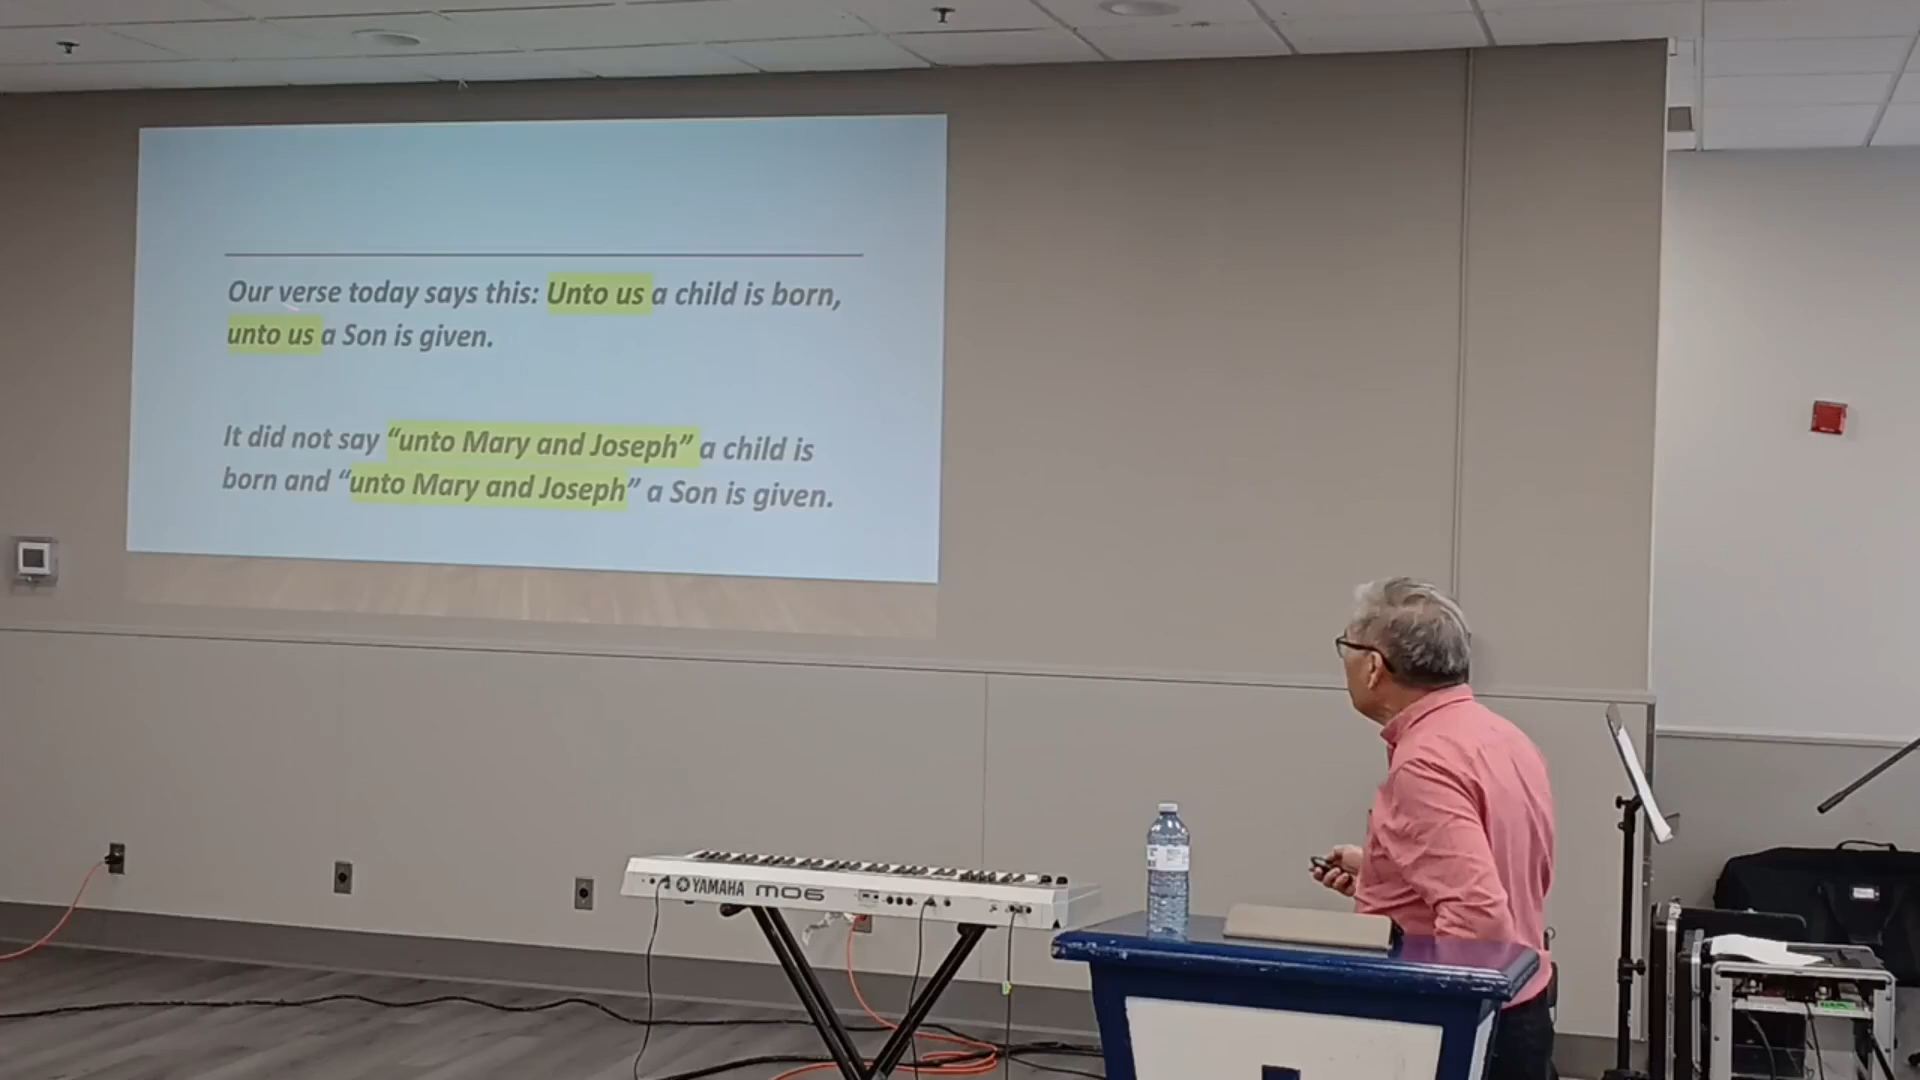 Our verse today says this: Unto us a child is born,
unto us a Son is given.
It did not say “unto Mary and Joseph” a child is
born and “unto Mary and Joseph” a Son is given.
YAMAHA MO6